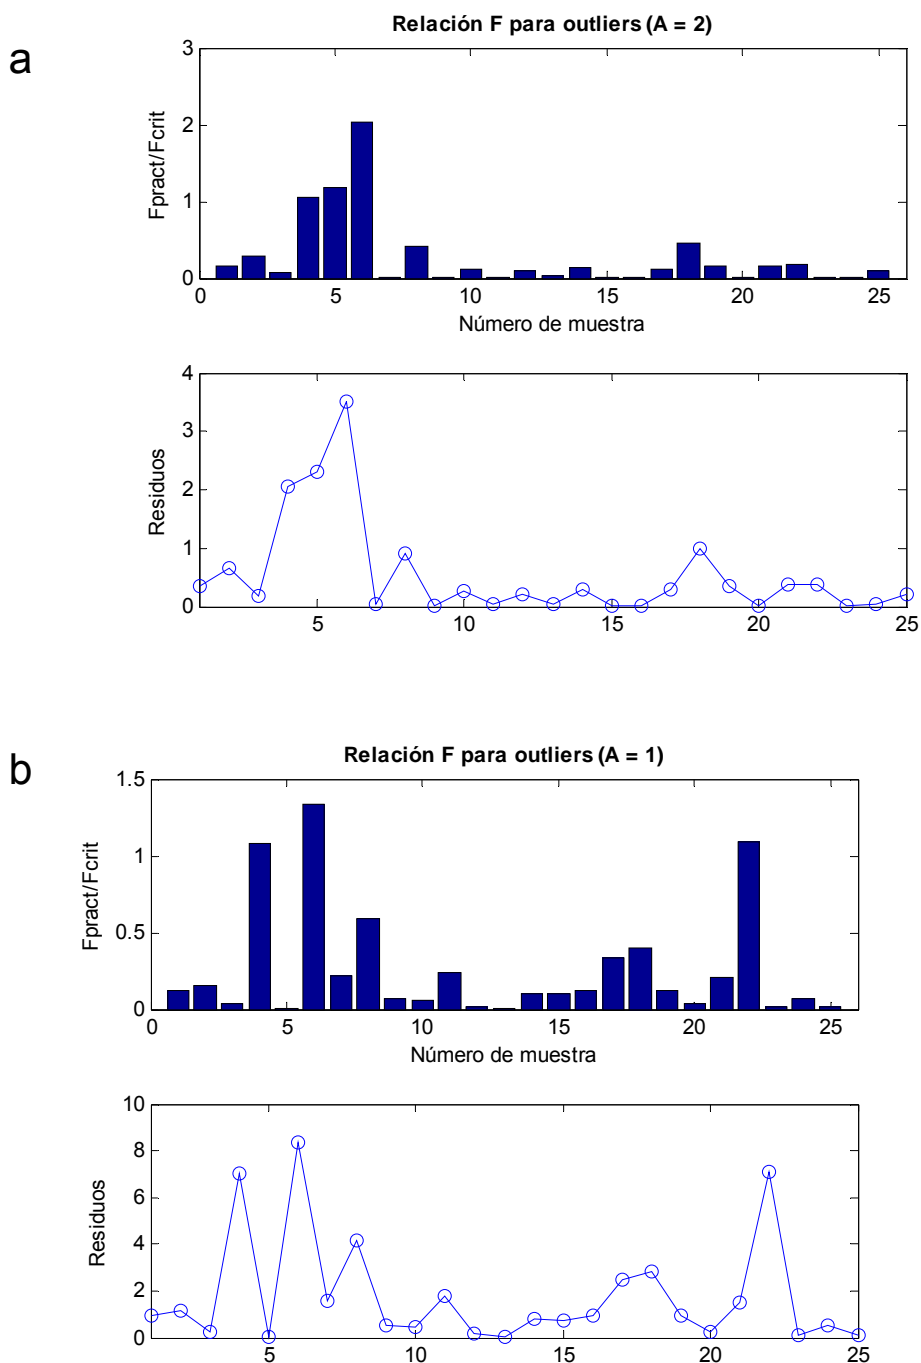 a
Relación F para outliers (A = 2)
Fpract/Fcrit
3
2
1
0
0 5 10 15 20 25
Número de muestra
Residuos
4
3
2
1
0
5 10 15 20 25
b
Relación F para outliers (A = 1)
Fpract/Fcrit
1.5
1
0.5
0
0 5 10 15 20 25
Número de muestra
Residuos
10
8
6
4
2
0
5 10 15 20 25